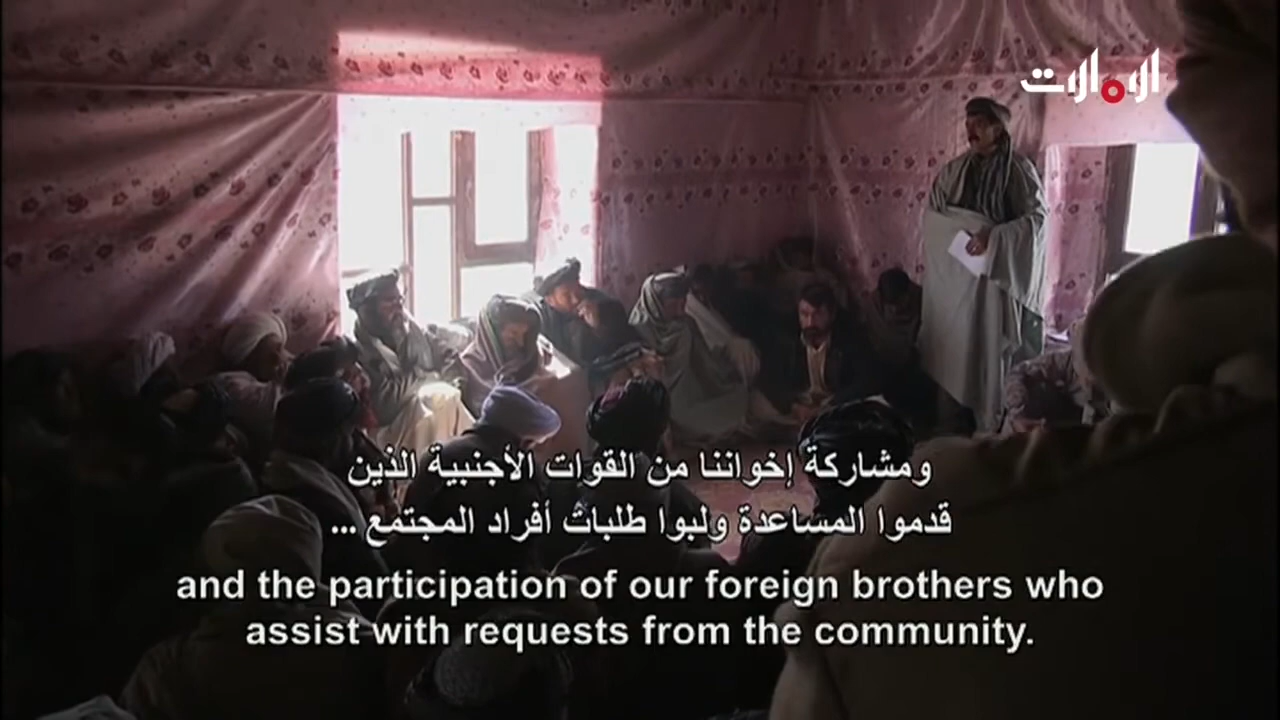 الإمارات
ومشاركة إخواننا من القوات الأجنبية الذين
قدموا المساعدة ولبوا طلبات أفراد المجتمع ...
and the participation of our foreign brothers who
assist with requests from the community.